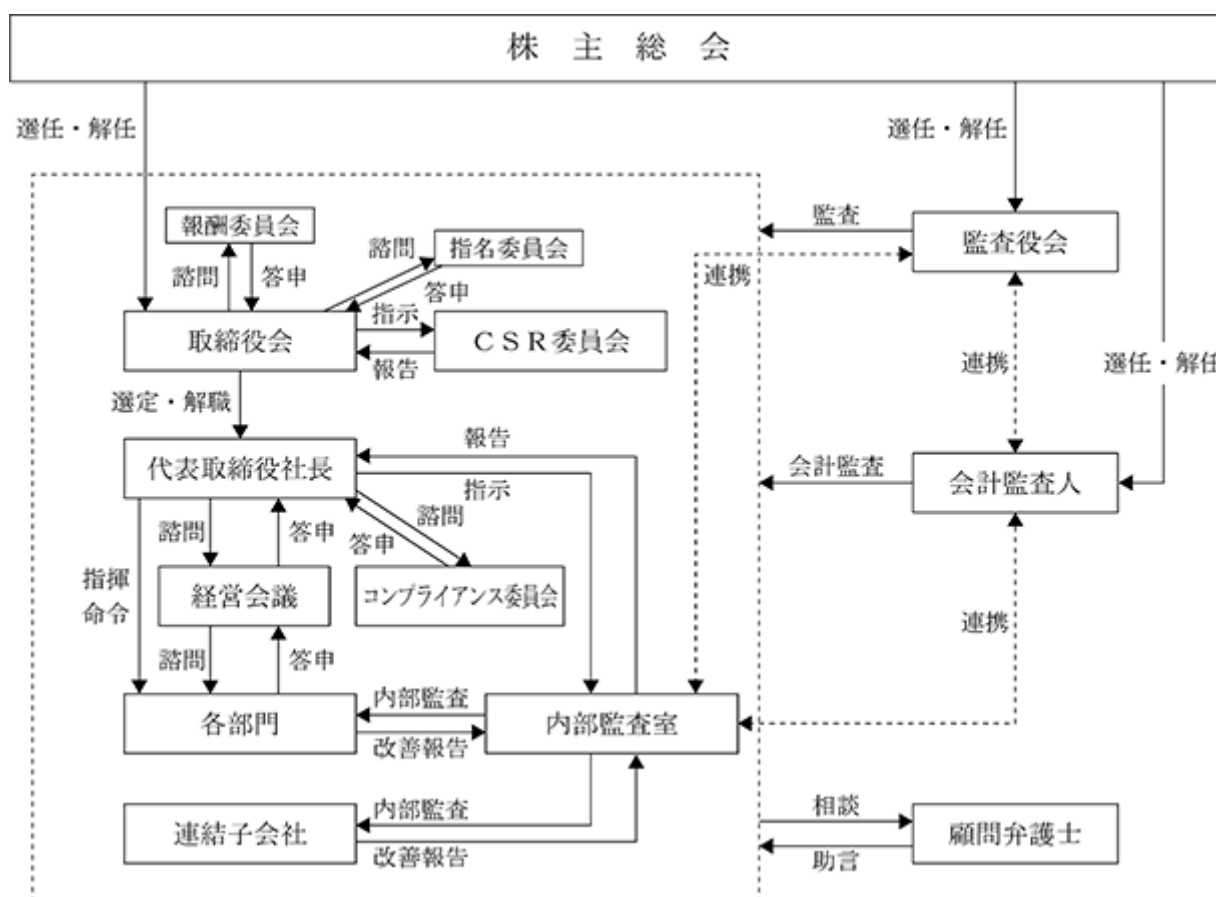 株主総会
選任・解任
選任・解任
報酬委員会
諮問
答申
諮問
指名委員会
答申
監査
監査役会
連携
取締役会
指示
CSR委員会
報告
連携
選任・解任
選定・解職
代表取締役社長
報告
指示
会計監査
会計監査人
諮問
答申
諮問
答申
指揮
命令
経営会議
コンプライアンス委員会
諮問
答申
連携
各部門
内部監査
改善報告
内部監査室
連結子会社
内部監査
改善報告
相談
助言
顧問弁護士